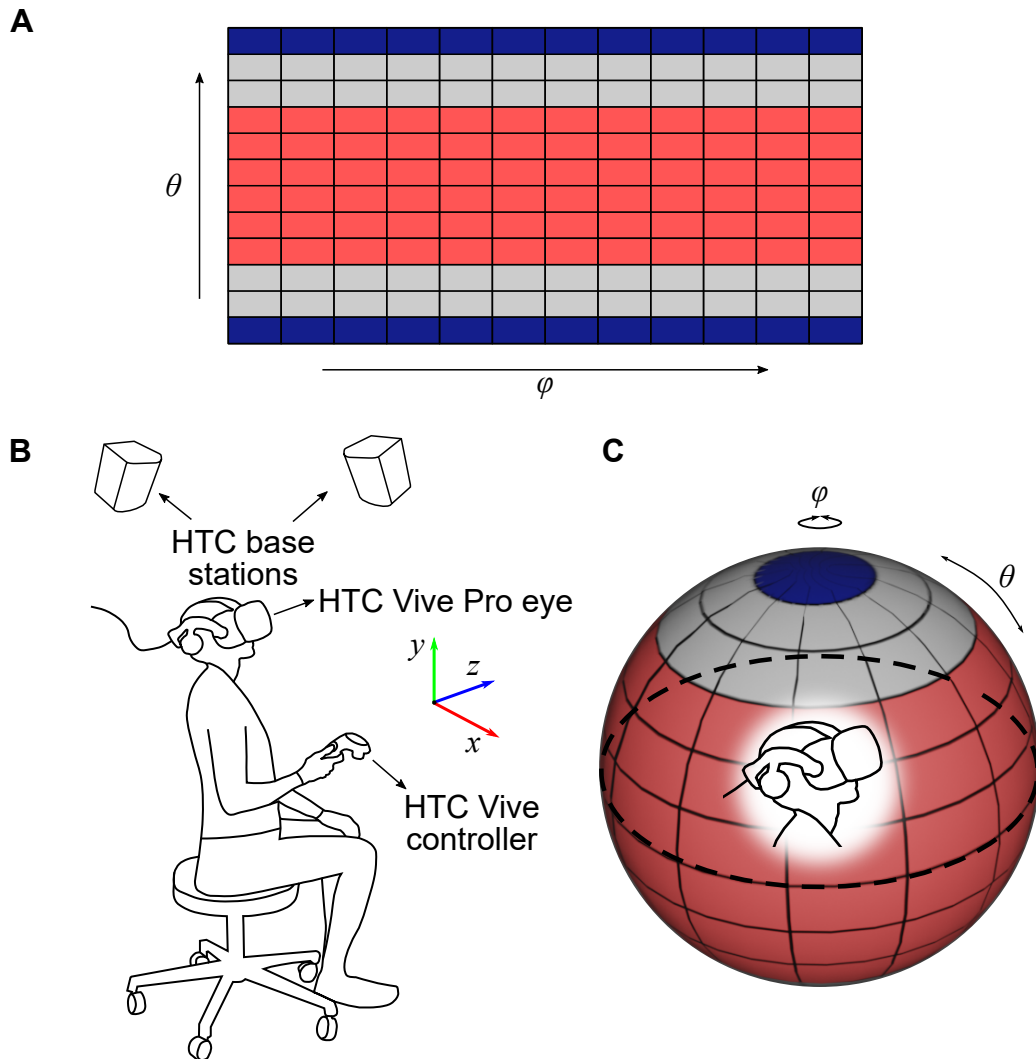 A
θ
φ
B
HTC base
stations
HTC Vive Pro eye
y
z
x
HTC Vive
controller
C
φ
θ